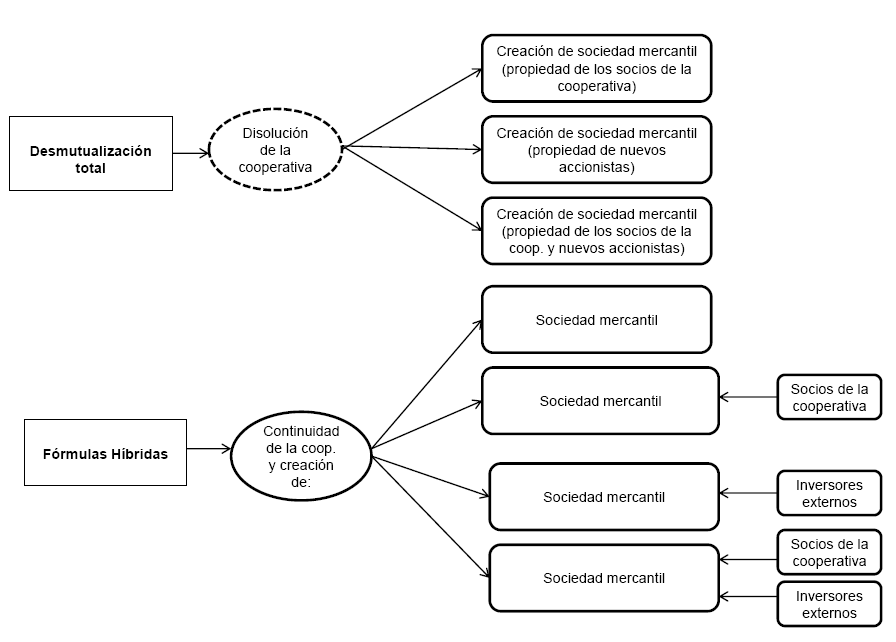 Creación de sociedad mercantil
(propiedad de los socios de la
cooperativa)
Desmutualización
total
Disolución
de la
cooperativa
Creación de sociedad mercantil
(propiedad de nuevos
accionistas)
Creación de sociedad mercantil
(propiedad de los socios de la
coop. y nuevos accionistas)
Sociedad mercantil
Sociedad mercantil
Socios de la
cooperativa
Fórmulas Híbridas
Continuidad
de la coop.
y creación
de:
Sociedad mercantil
Inversores
externos
Sociedad mercantil
Socios de la
cooperativa
Inversores
externos